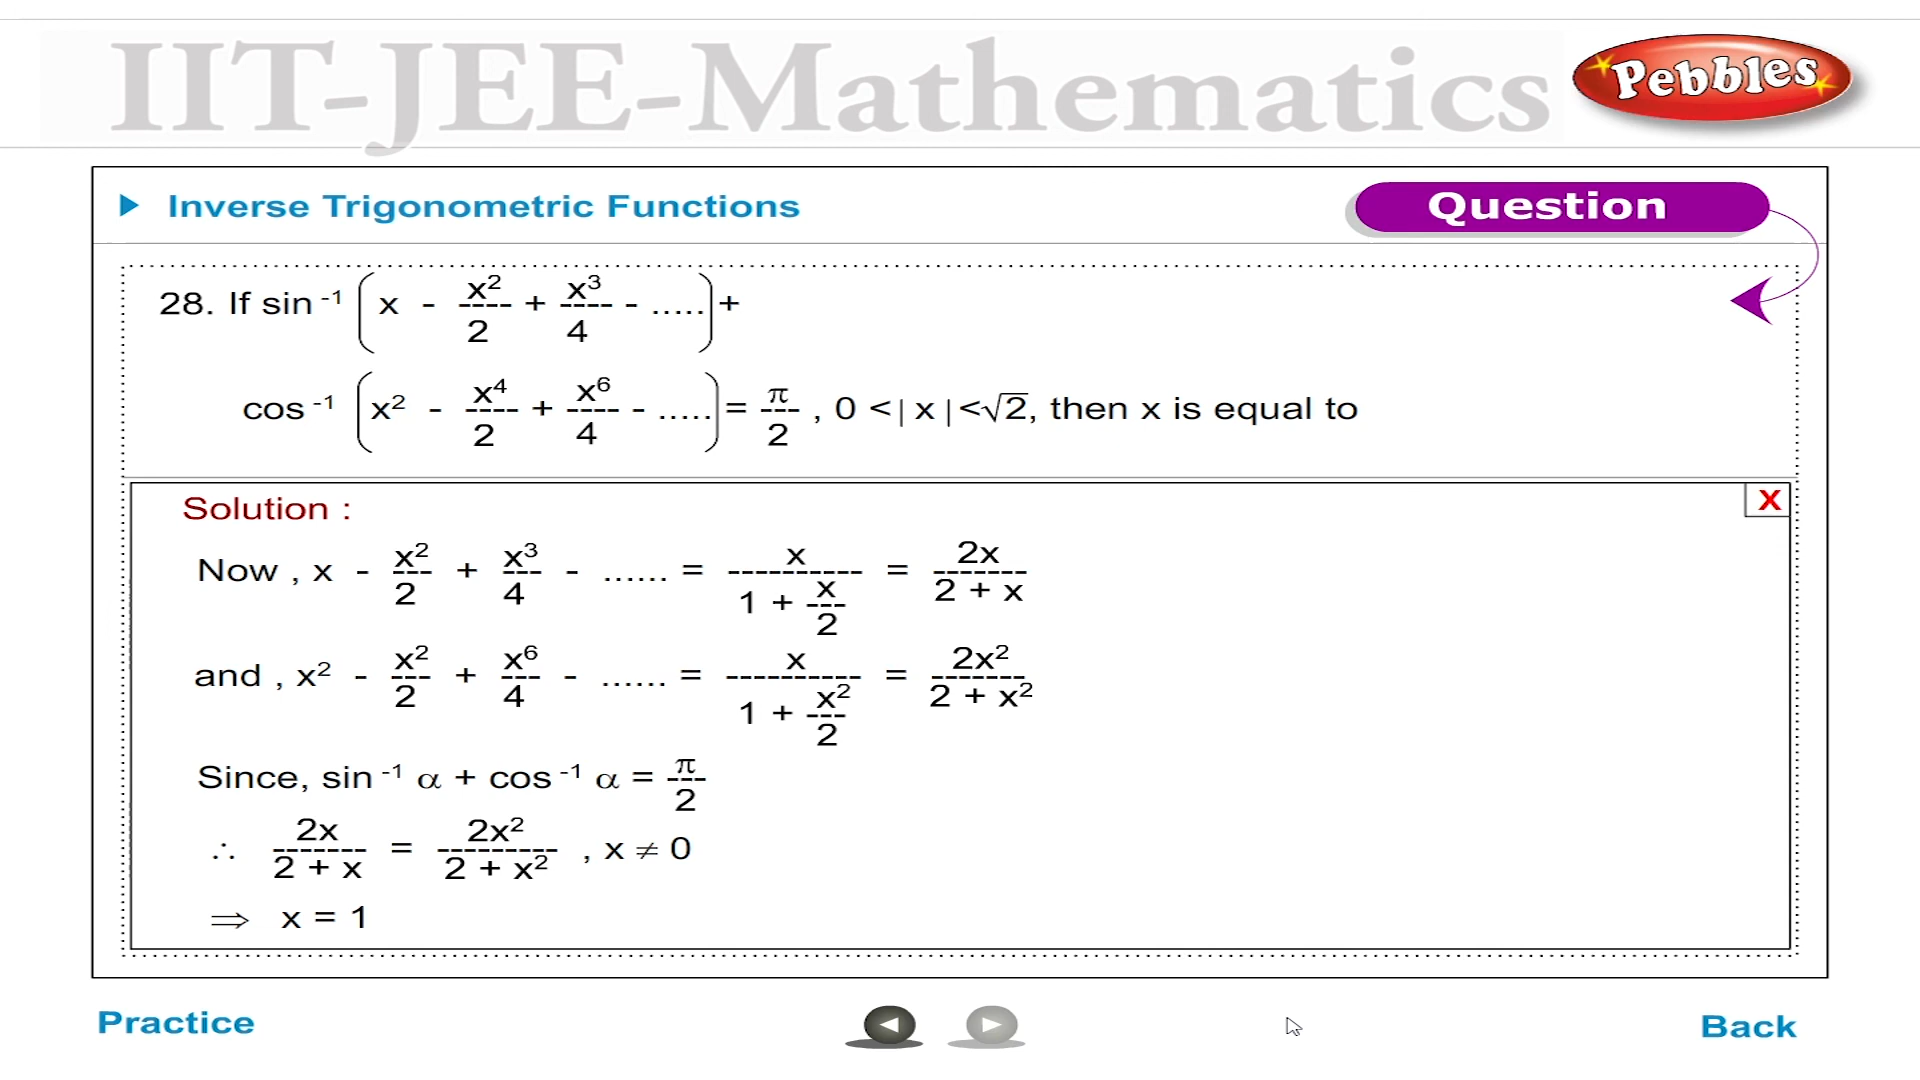 IIT-JEE-Mathematics
Pebbles
Inverse Trigonometric Functions
Question
28. If sin⁻¹ (x - x²/2 + x³/4 - .....) +
cos⁻¹ (x² - x⁴/2 + x⁶/4 - .....) = π/2 , 0 < | x | < √2, then x is equal to
X
Solution :
Now , x - x²/2 + x³/4 - ...... = x/(1 + x/2) = 2x/(2 + x)
and , x² - x²/2 + x⁶/4 - ...... = x/(1 + x²/2) = 2x²/(2 + x²)
Since, sin⁻¹ α + cos⁻¹ α = π/2
∴ 2x/(2 + x) = 2x²/(2 + x²) , x ≠ 0
⇒ x = 1
Practice
Back